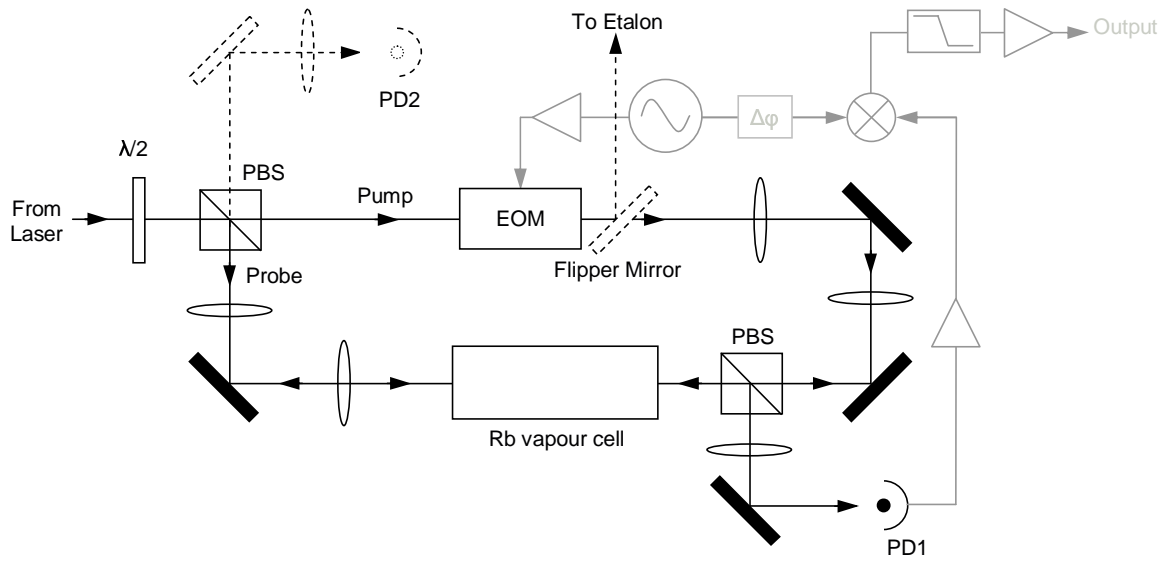 To Etalon
Output
PD2
Δφ
λ/2
PBS
Pump
EOM
From
Laser
Flipper Mirror
Probe
PBS
Rb vapour cell
PD1